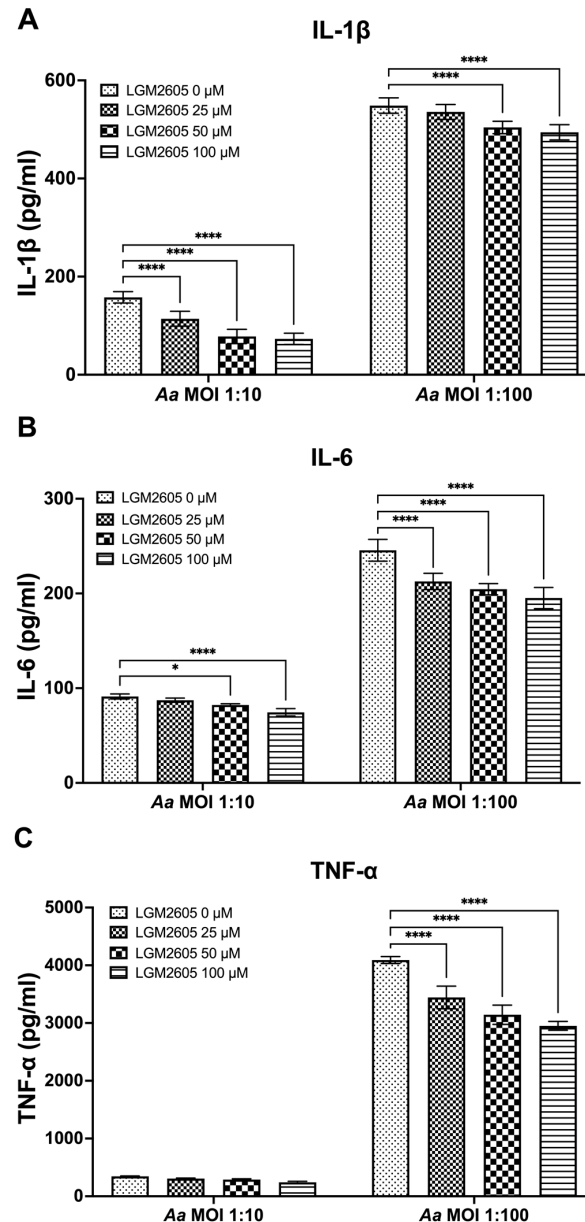 A
IL-1β
IL-1β (pg/ml)
600
400
200
0
LGM2605 0 µM
LGM2605 25 µM
LGM2605 50 µM
LGM2605 100 µM
****
****
****
****
****
Aa MOI 1:10
Aa MOI 1:100
B
IL-6
IL-6 (pg/ml)
300
200
100
0
LGM2605 0 µM
LGM2605 25 µM
LGM2605 50 µM
LGM2605 100 µM
****
*
****
****
****
Aa MOI 1:10
Aa MOI 1:100
C
TNF-α
TNF-α (pg/ml)
5000
4000
3000
2000
1000
0
LGM2605 0 µM
LGM2605 25 µM
LGM2605 50 µM
LGM2605 100 µM
****
****
****
Aa MOI 1:10
Aa MOI 1:100